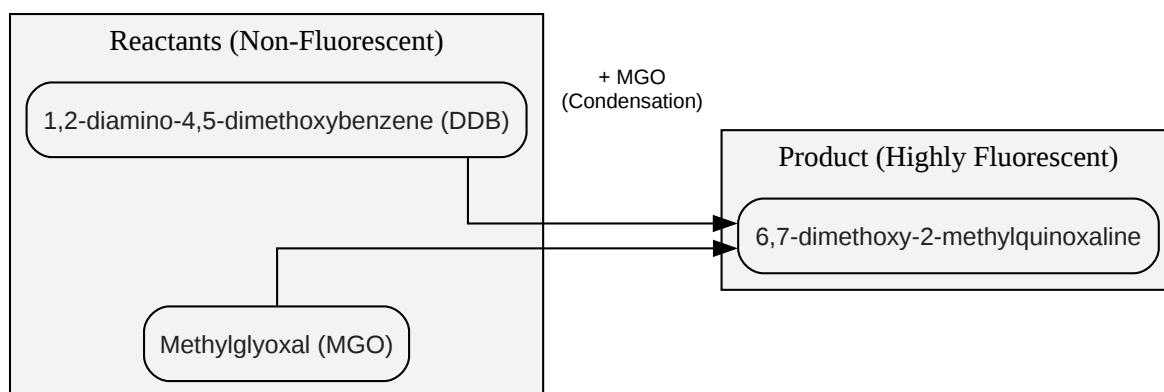 Reactants (Non-Fluorescent)
1,2-diamino-4,5-dimethoxybenzene (DDB)
Methylglyoxal (MGO)
+ MGO
(Condensation)
Product (Highly Fluorescent)
6,7-dimethoxy-2-methylquinoxaline